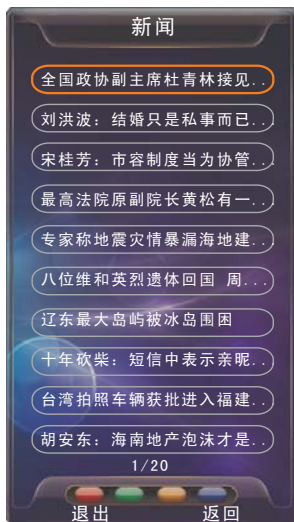 新闻
全国政协副主席杜青林接见..
刘洪波：结婚只是私事而已..
宋桂芳：市容制度当为协管..
最高法院原副院长黄松有一..
专家称地震灾情暴漏海地建..
八位维和英烈遗体回国 周...
辽东最大岛屿被冰岛围困
十年砍柴：短信中表示亲昵..
台湾拍照车辆获批进入福建..
胡安东：海南地产泡沫才是..
1/20
退出 返回